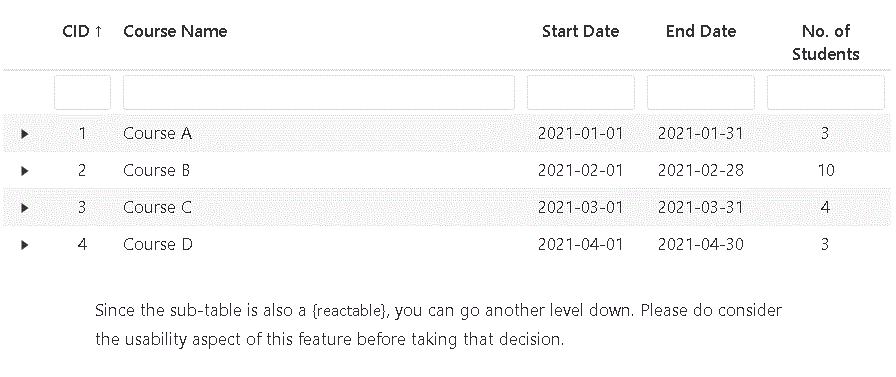 CID ↑ Course Name Start Date End Date No. of Students
1 Course A 2021-01-01 2021-01-31 3
2 Course B 2021-02-01 2021-02-28 10
3 Course C 2021-03-01 2021-03-31 4
4 Course D 2021-04-01 2021-04-30 3
Since the sub-table is also a {reactable}, you can go another level down. Please do consider
the usability aspect of this feature before taking that decision.